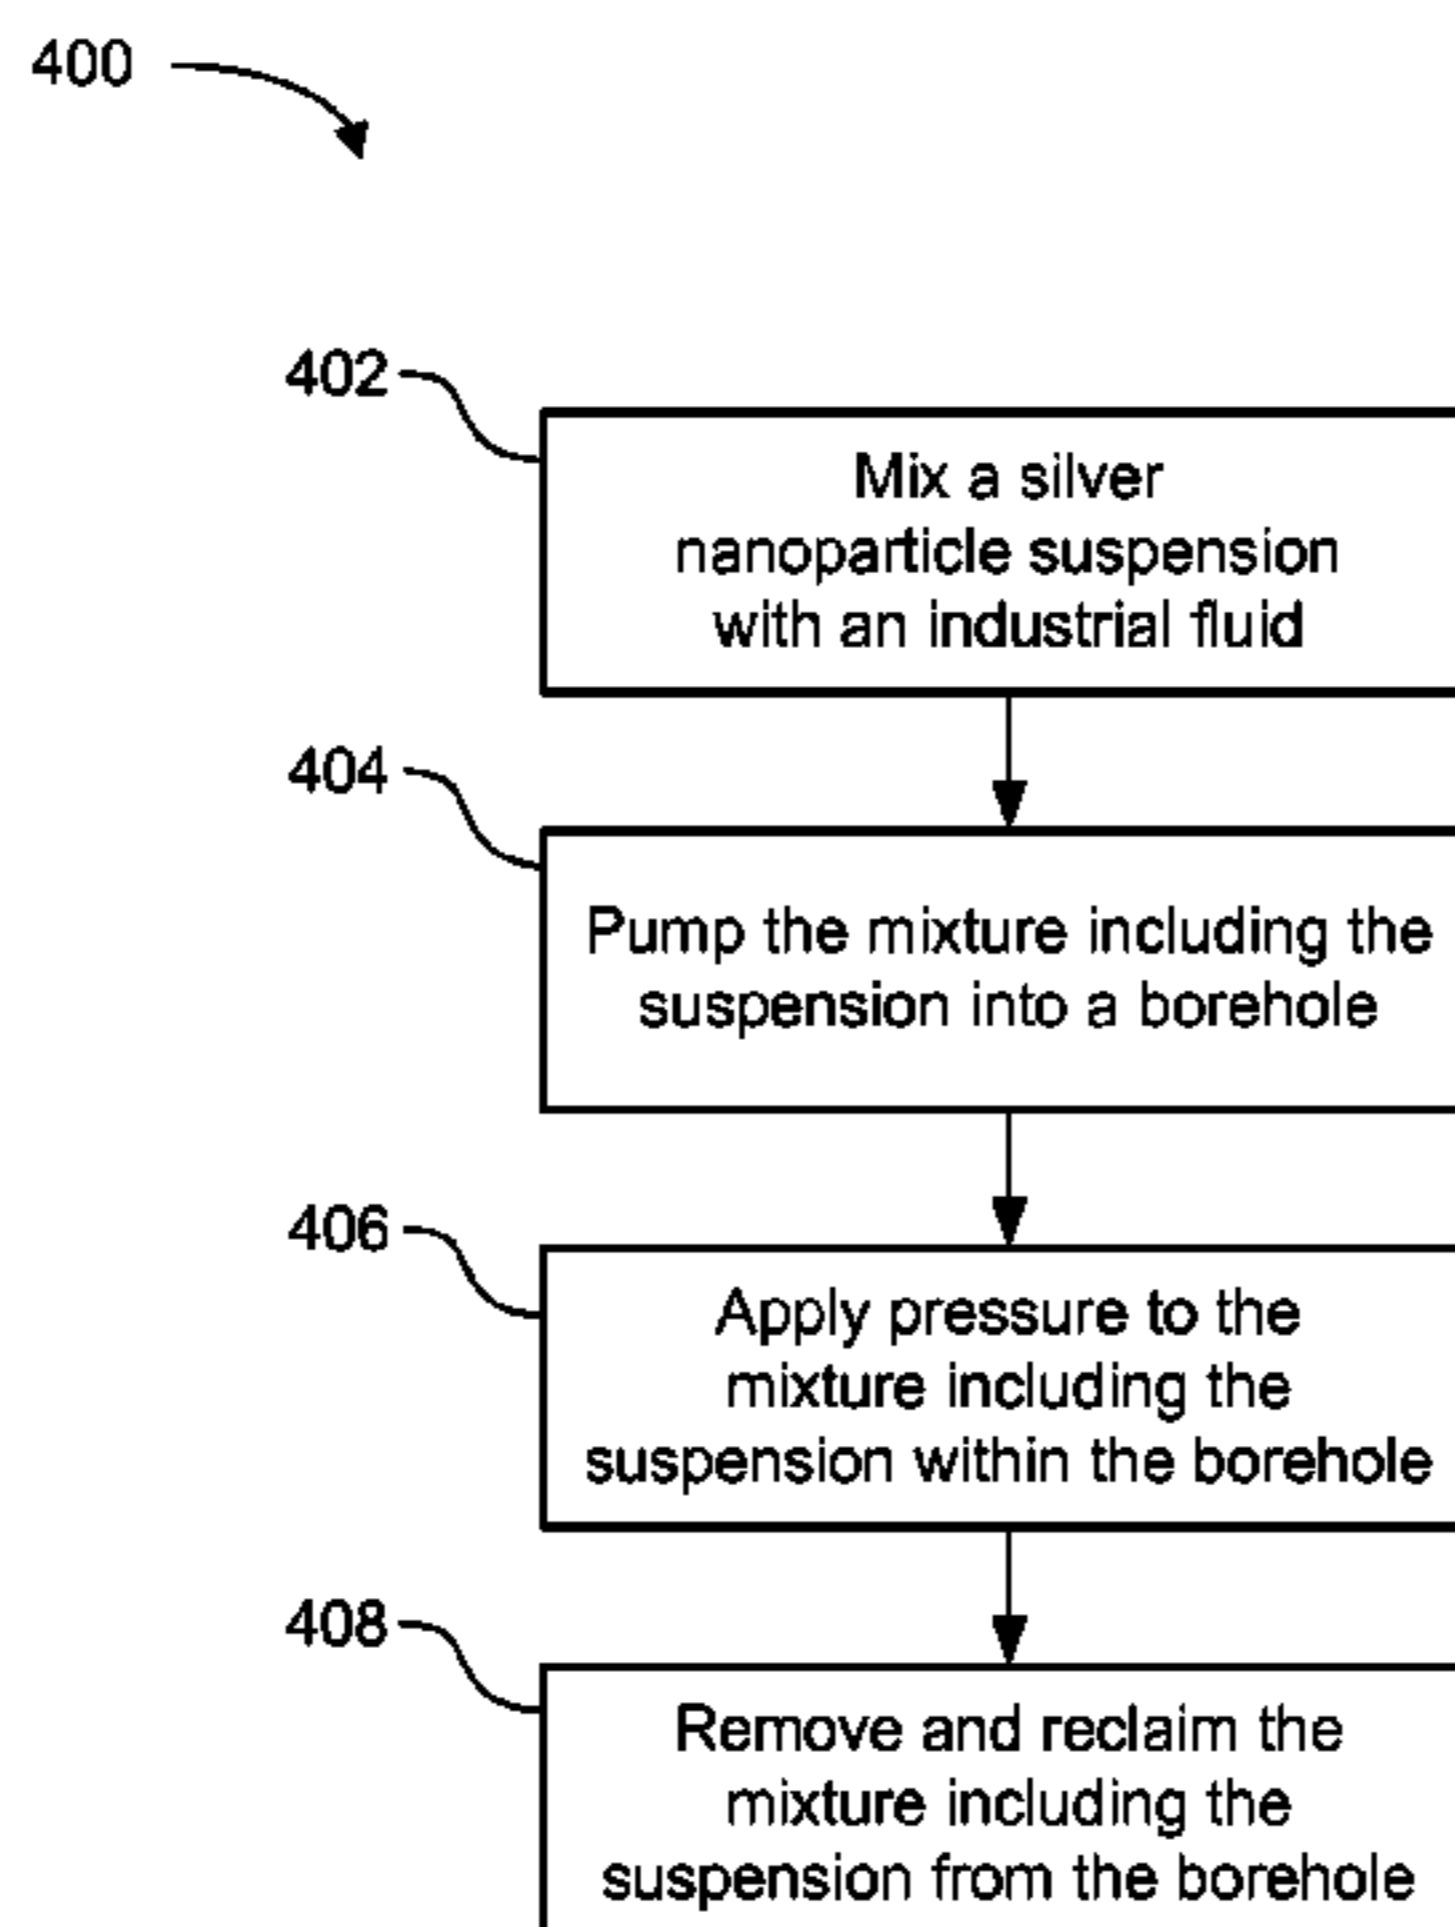 400
402
Mix a silver
nanoparticle suspension
with an industrial fluid
404
Pump the mixture including the
suspension into a borehole
406
Apply pressure to the
mixture including the
suspension within the borehole
408
Remove and reclaim the
mixture including the
suspension from the borehole